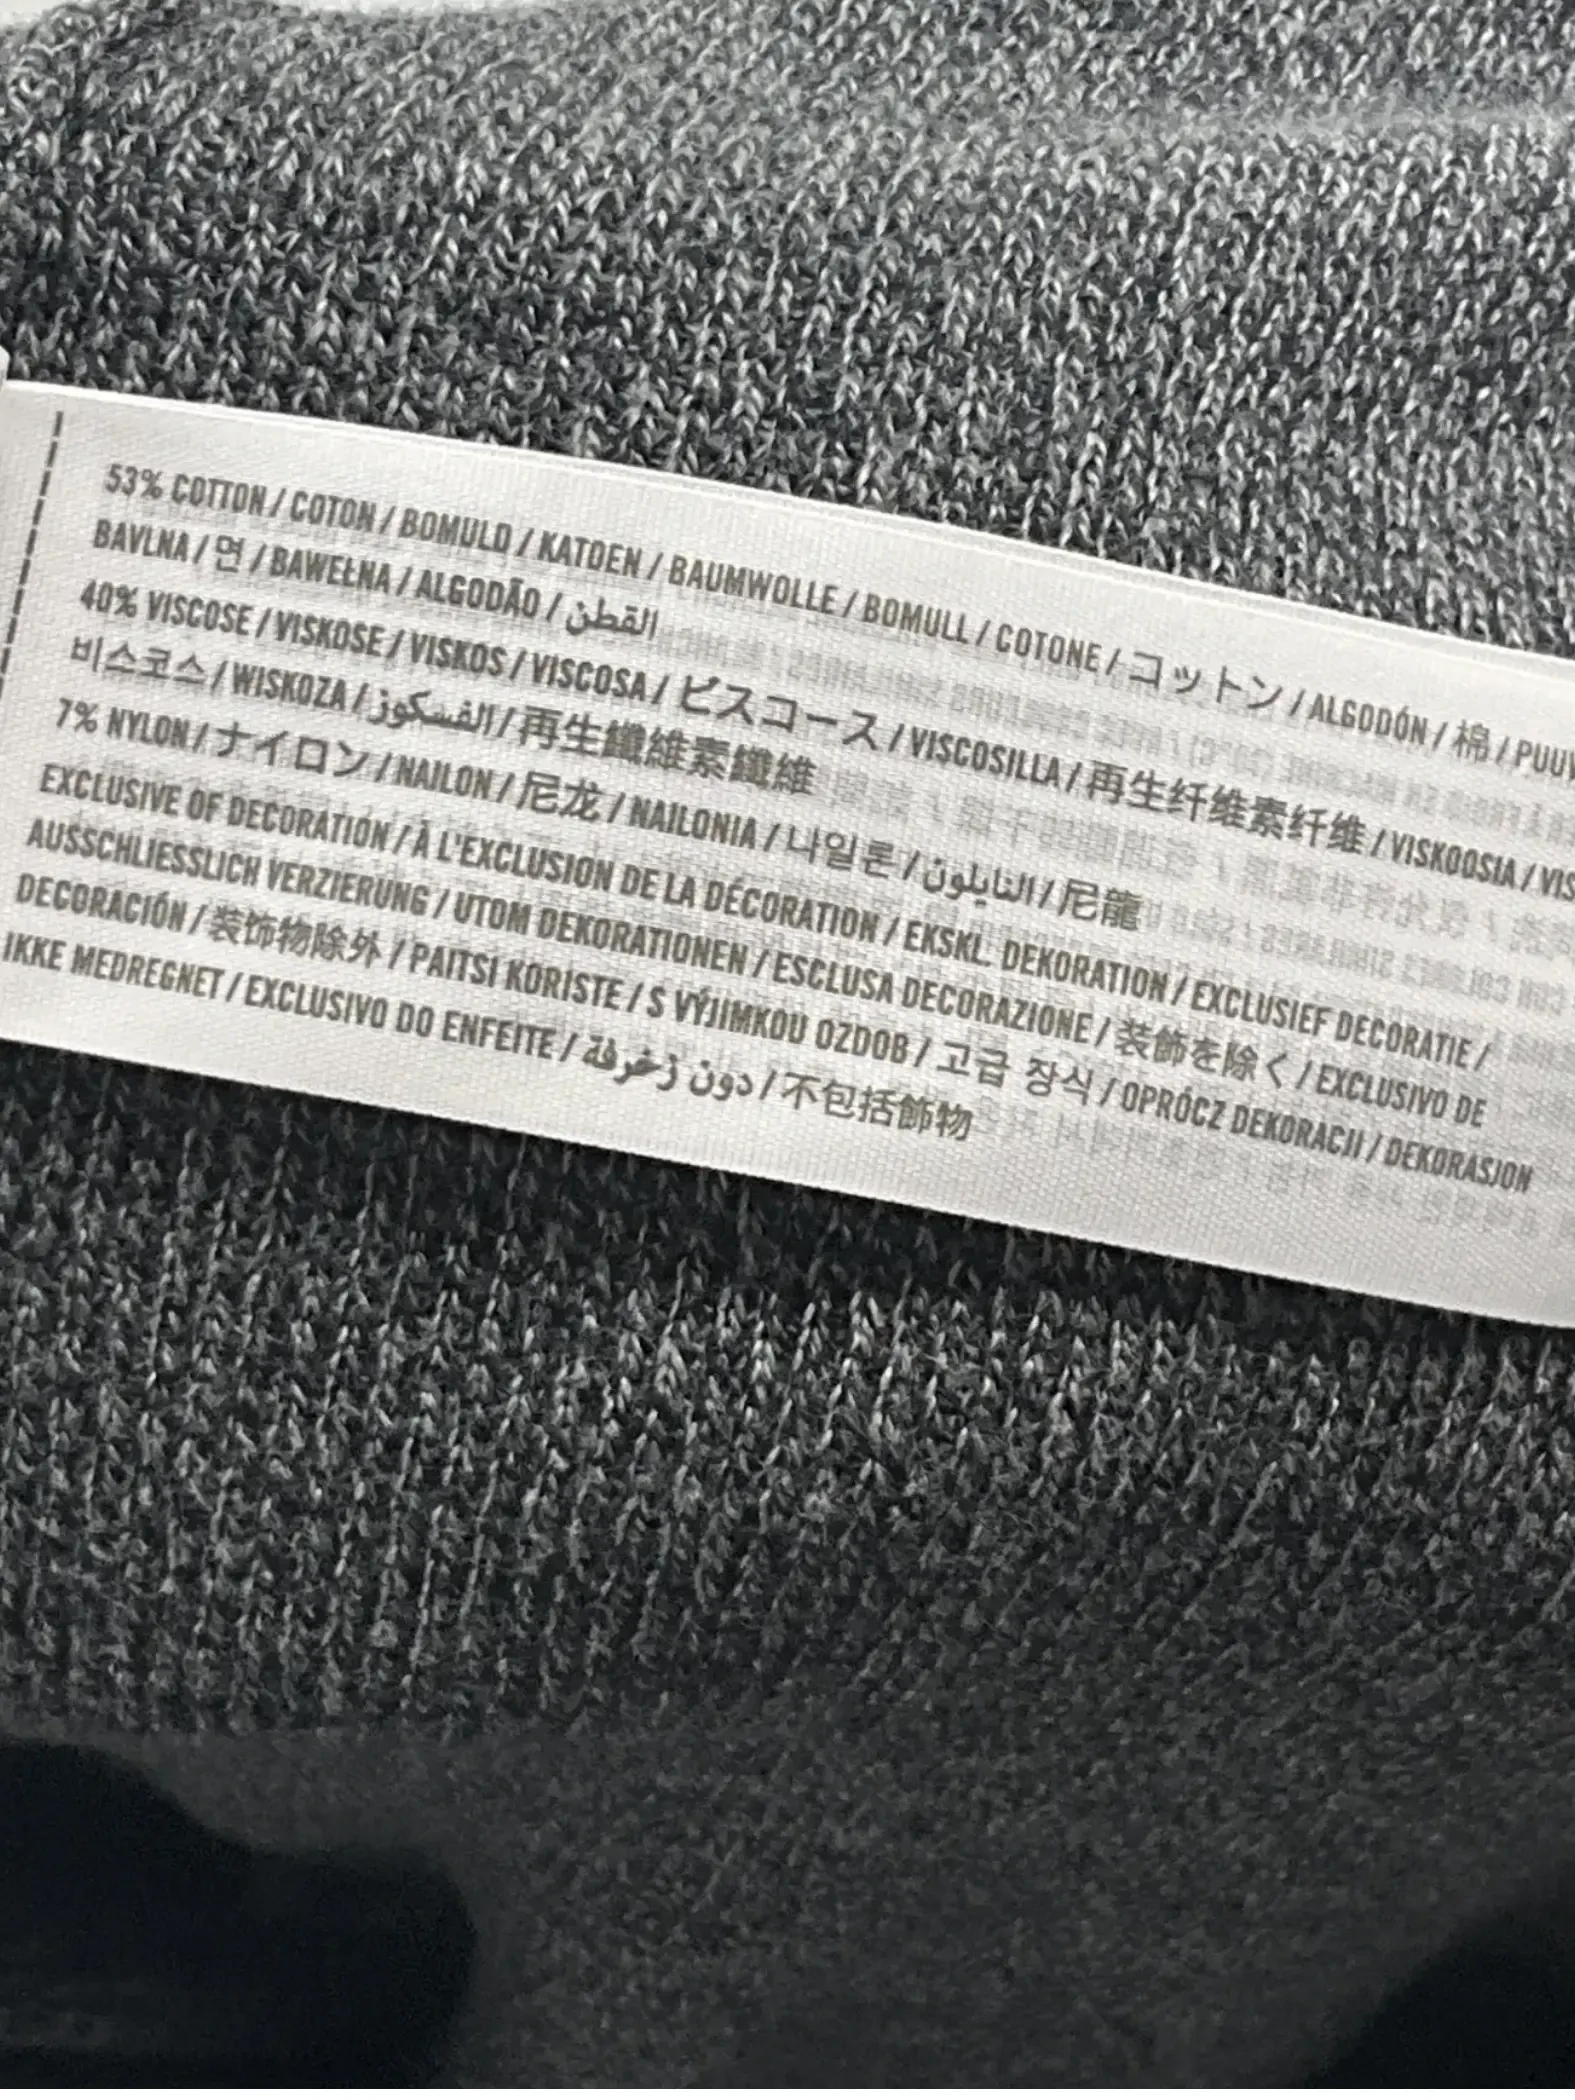 53% COTTON / COTON / BOMULD / KATOEN / BAUMWOLLE / BOMULL / COTONE / コットン / ALGODÓN / 棉 /
BAVLNA / 면 / BAWEŁNA / ALGODÃO / القطن
40% VISCOSE / VISKOSE / VISKOS / VISCOSA / ビスコース / VISCOSILLA / 再生纤维素纤维 / VISKOOSIA /
비스코스 / WISKOZA / الفسكوز / 再生纖維素纖維
7% NYLON / ナイロン / NAILON / 尼龙 / NAILONIA / 나일론 / النايلون / 尼龍
EXCLUSIVE OF DECORATION / À L'EXCLUSION DE LA DÉCORATION / EKSKL. DEKORATION / EXCLUSIEF DECORATIE /
AUSSCHLIESSLICH VERZIERUNG / UTOM DEKORATIONEN / ESCLUSA DECORAZIONE / 装飾を除く / EXCLUSIVO DE
DECORACIÓN / 装饰物除外 / PAITSI KORISTE / S VÝJIMKOU OZDOB / 고급 장식 / OPRÓCZ DEKORACJI / DEKORASJON
IKKE MEDREGNET / EXCLUSIVO DO ENFEITE / دون زخرفة / 不包括飾物